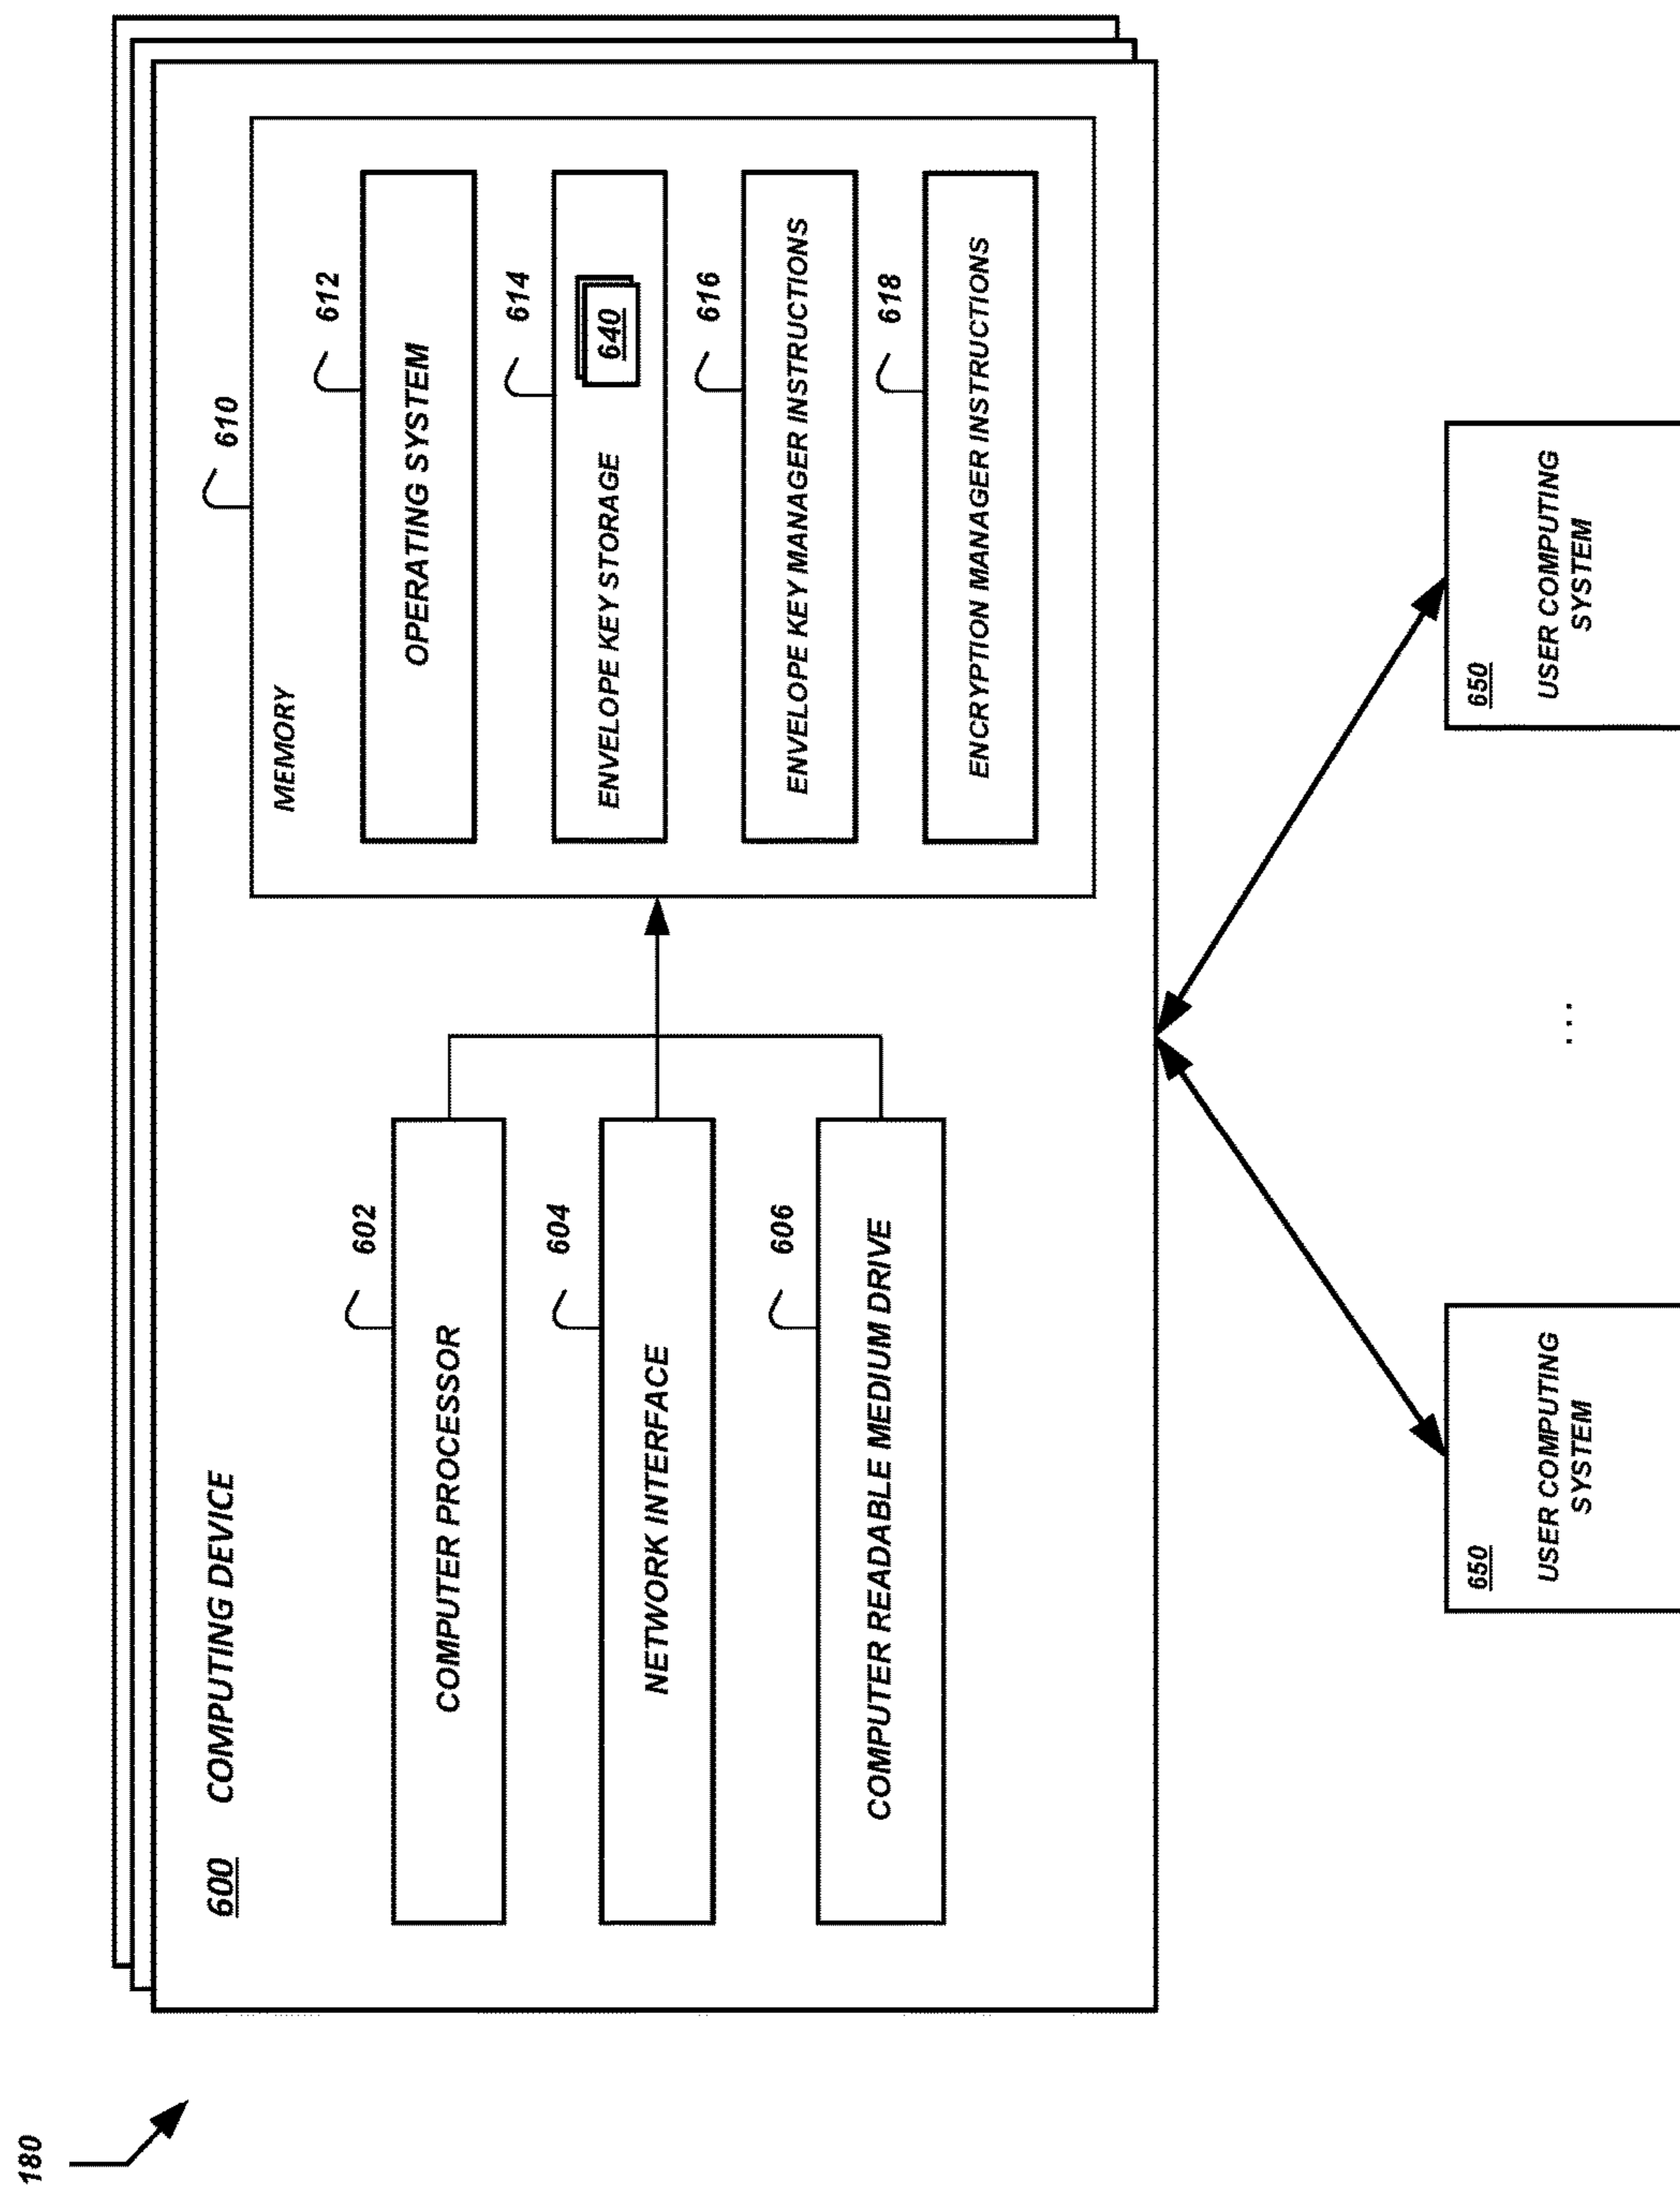 180
600 COMPUTING DEVICE
602
COMPUTER PROCESSOR
604
NETWORK INTERFACE
606
COMPUTER READABLE MEDIUM DRIVE
610
MEMORY
612
OPERATING SYSTEM
614
ENVELOPE KEY STORAGE
640
616
ENVELOPE KEY MANAGER INSTRUCTIONS
618
ENCRYPTION MANAGER INSTRUCTIONS
650
USER COMPUTING
SYSTEM
...
650
USER COMPUTING
SYSTEM